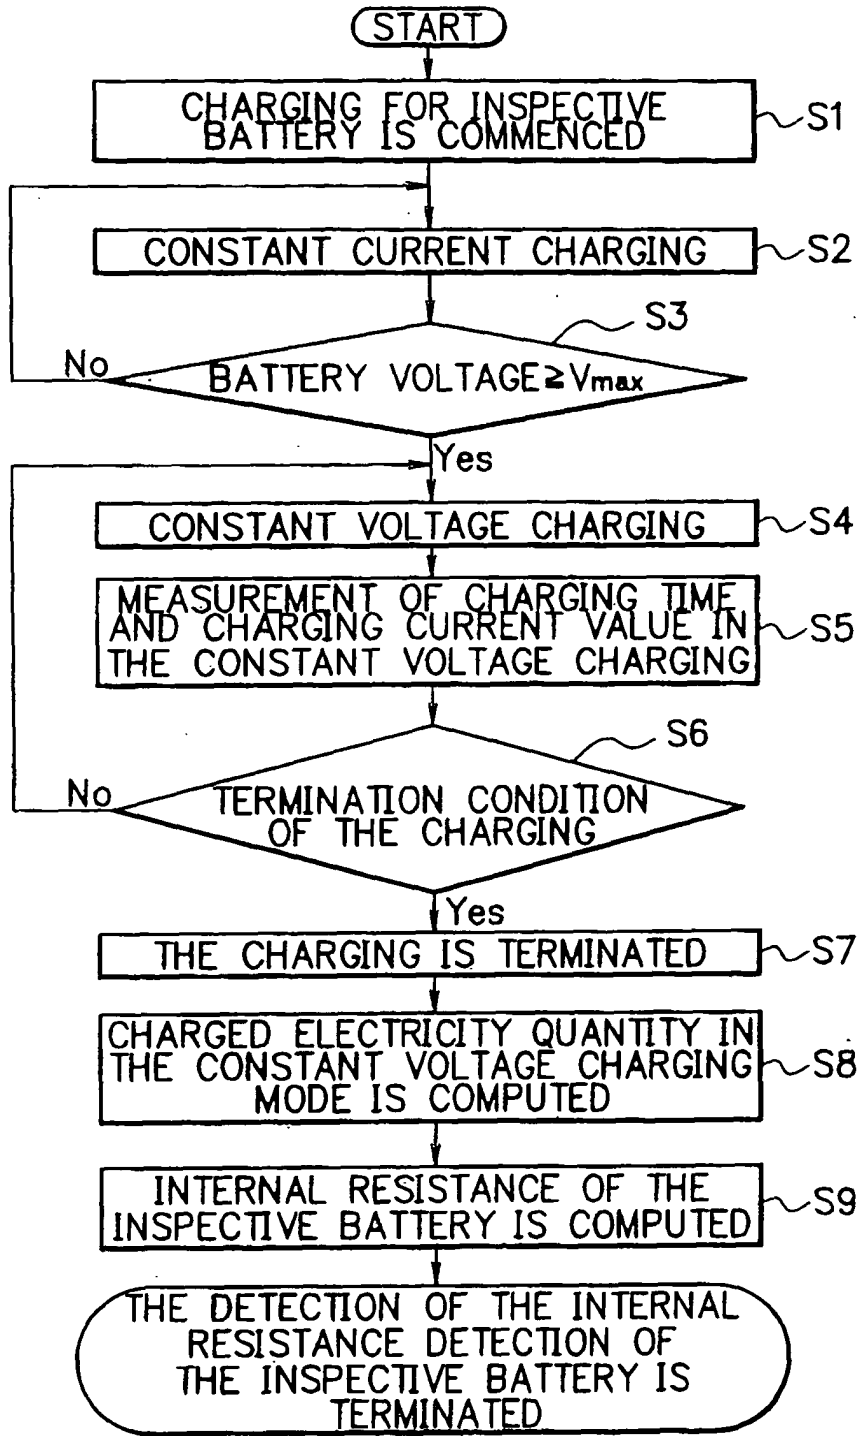 START
CHARGING FOR INSPECTIVE
BATTERY IS COMMENCED
S1
CONSTANT CURRENT CHARGING
S2
S3
No
BATTERY VOLTAGE≧Vmax
Yes
CONSTANT VOLTAGE CHARGING
S4
MEASUREMENT OF CHARGING TIME
AND CHARGING CURRENT VALUE IN
THE CONSTANT VOLTAGE CHARGING
S5
S6
No
TERMINATION CONDITION
OF THE CHARGING
Yes
THE CHARGING IS TERMINATED
S7
CHARGED ELECTRICITY QUANTITY IN
THE CONSTANT VOLTAGE CHARGING
MODE IS COMPUTED
S8
INTERNAL RESISTANCE OF THE
INSPECTIVE BATTERY IS COMPUTED
S9
THE DETECTION OF THE INTERNAL
RESISTANCE DETECTION OF
THE INSPECTIVE BATTERY IS
TERMINATED